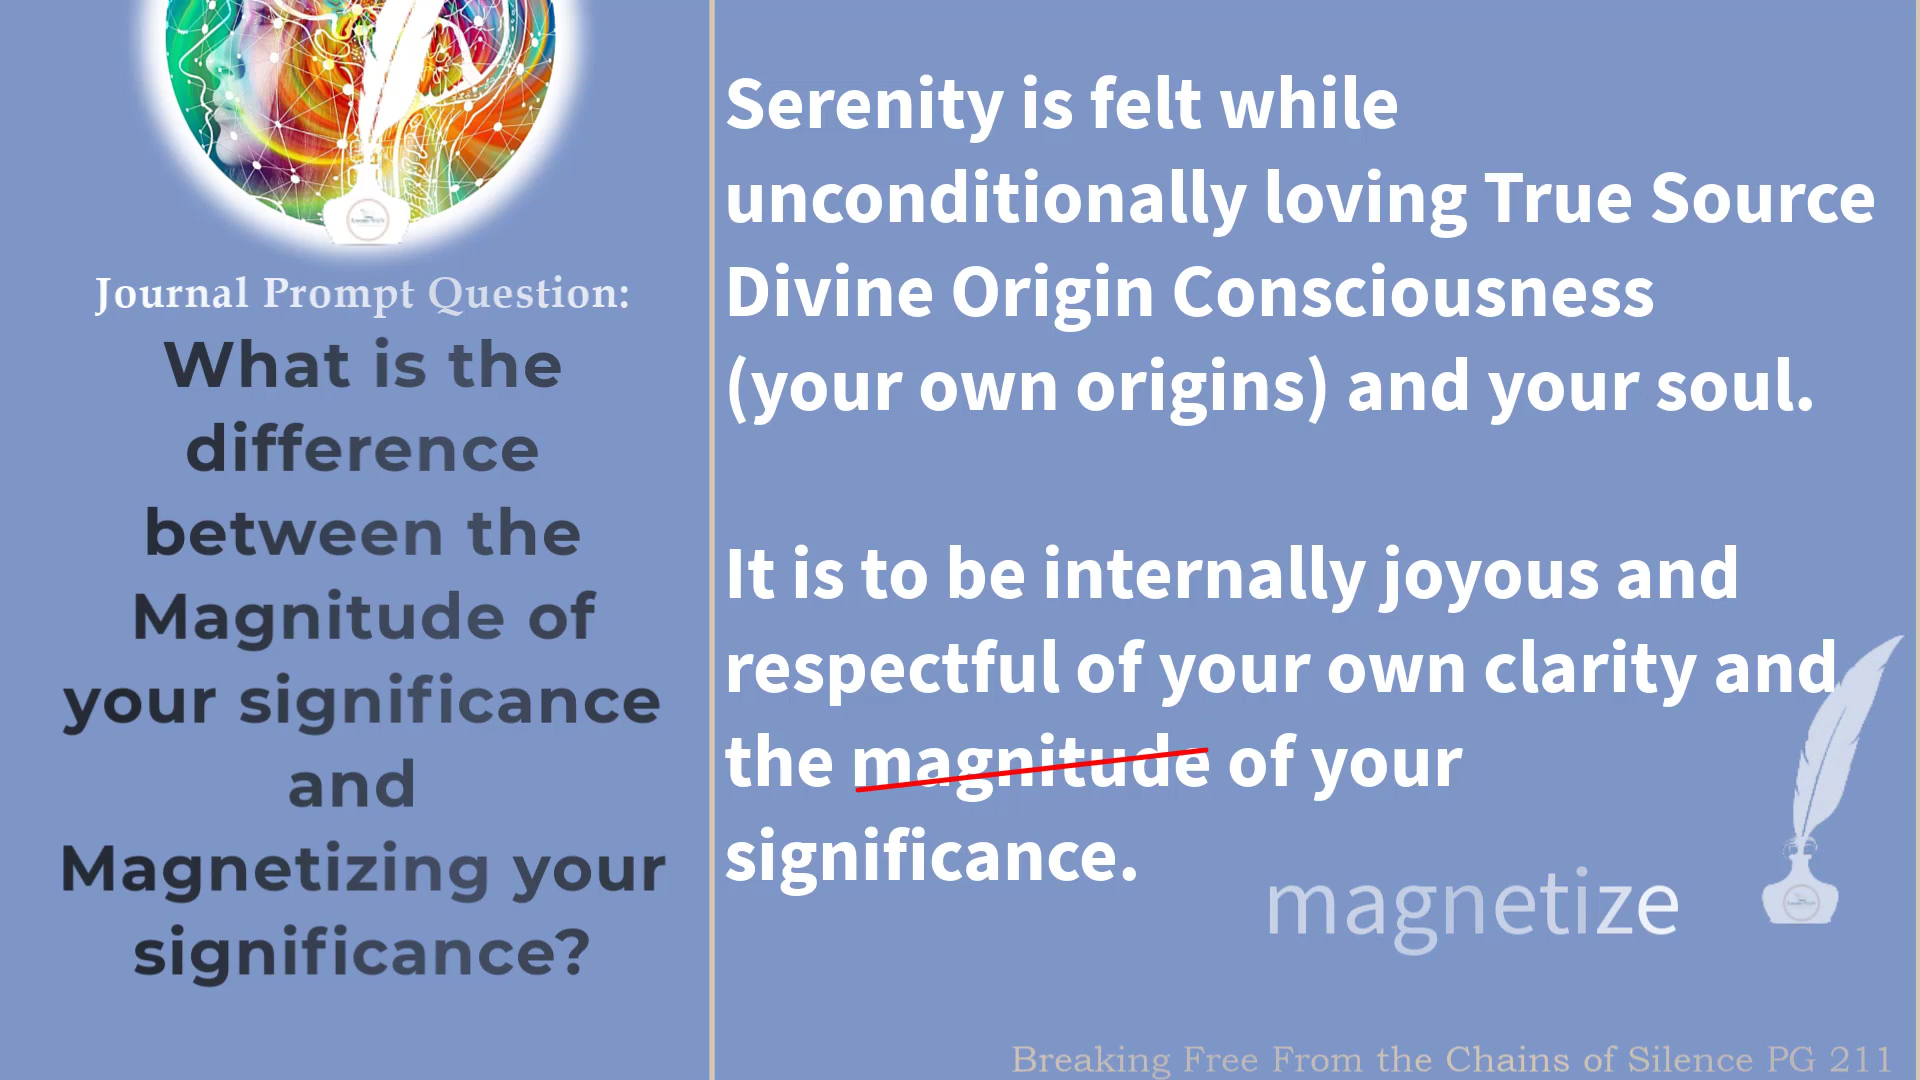 Journal Prompt Question:
What is the
difference
between the
Magnitude of
your significance
and
Magnetizing your
significance?
Serenity is felt while
unconditionally loving True Source
Divine Origin Consciousness
(your own origins) and your soul.
It is to be internally joyous and
respectful of your own clarity and
the magnitude of your
significance.
magnetize
Breaking Free From the Chains of Silence PG 211